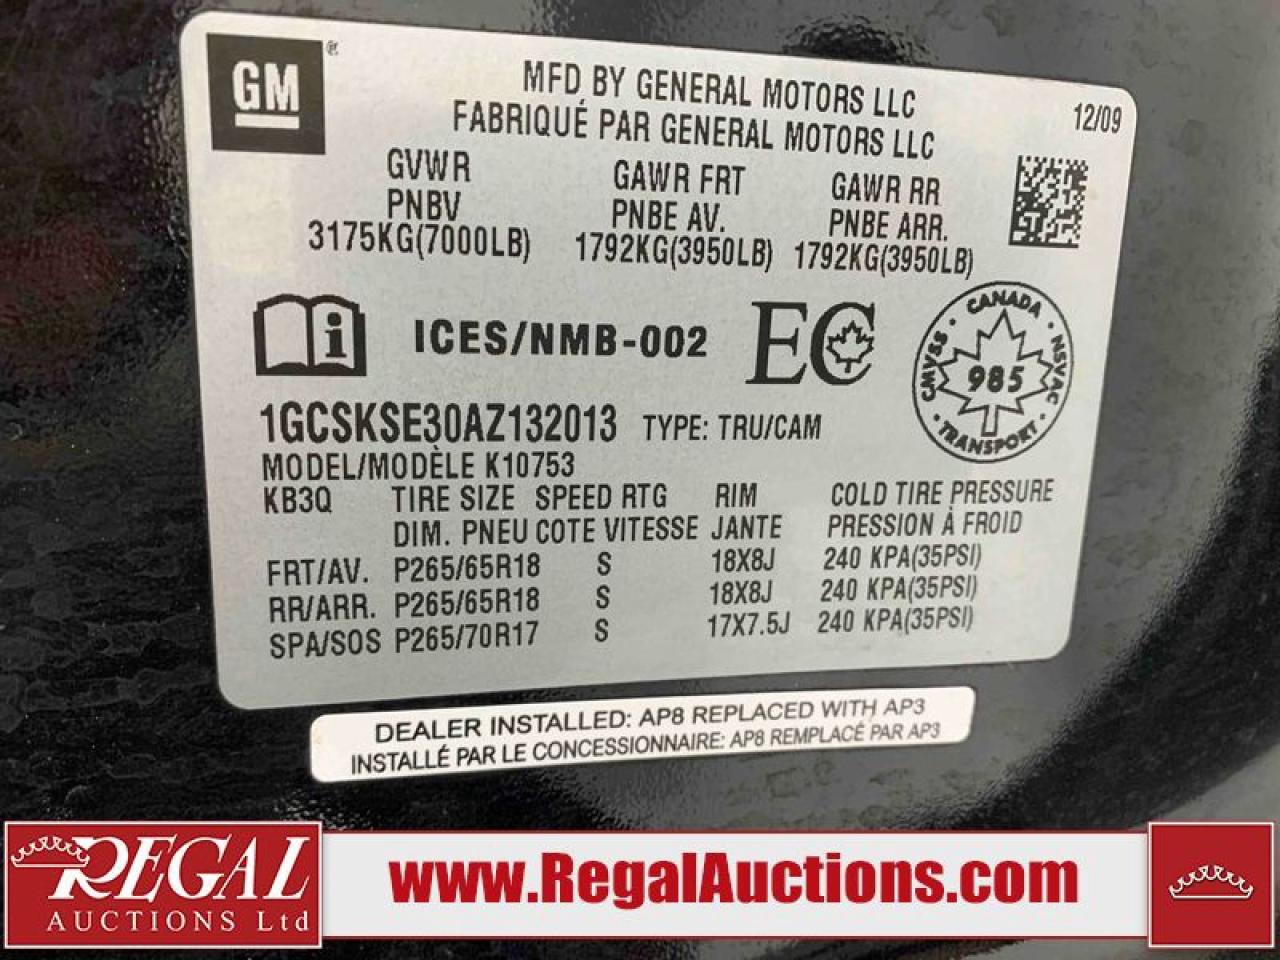 GM ®
MFD BY GENERAL MOTORS LLC
FABRIQUÉ PAR GENERAL MOTORS LLC
12/09
GVWR GAWR FRT GAWR RR
PNBV PNBE AV. PNBE ARR.
3175KG(7000LB) 1792KG(3950LB) 1792KG(3950LB)
i ICES/NMB-002 EC
CANADA
CMVSS 985 NSVAC
TRANSPORT
1GCSKSE30AZ132013 TYPE: TRU/CAM
MODEL/MODÈLE K10753
KB3Q TIRE SIZE SPEED RTG RIM COLD TIRE PRESSURE
DIM. PNEU COTE VITESSE JANTE PRESSION À FROID
FRT/AV. P265/65R18 S 18X8J 240 KPA(35PSI)
RR/ARR. P265/65R18 S 18X8J 240 KPA(35PSI)
SPA/SOS P265/70R17 S 17X7.5J 240 KPA(35PSI)
DEALER INSTALLED: AP8 REPLACED WITH AP3
INSTALLÉ PAR LE CONCESSIONNAIRE: AP8 REMPLACÉ PAR AP3
REGAL
AUCTIONS Ltd
www.RegalAuctions.com